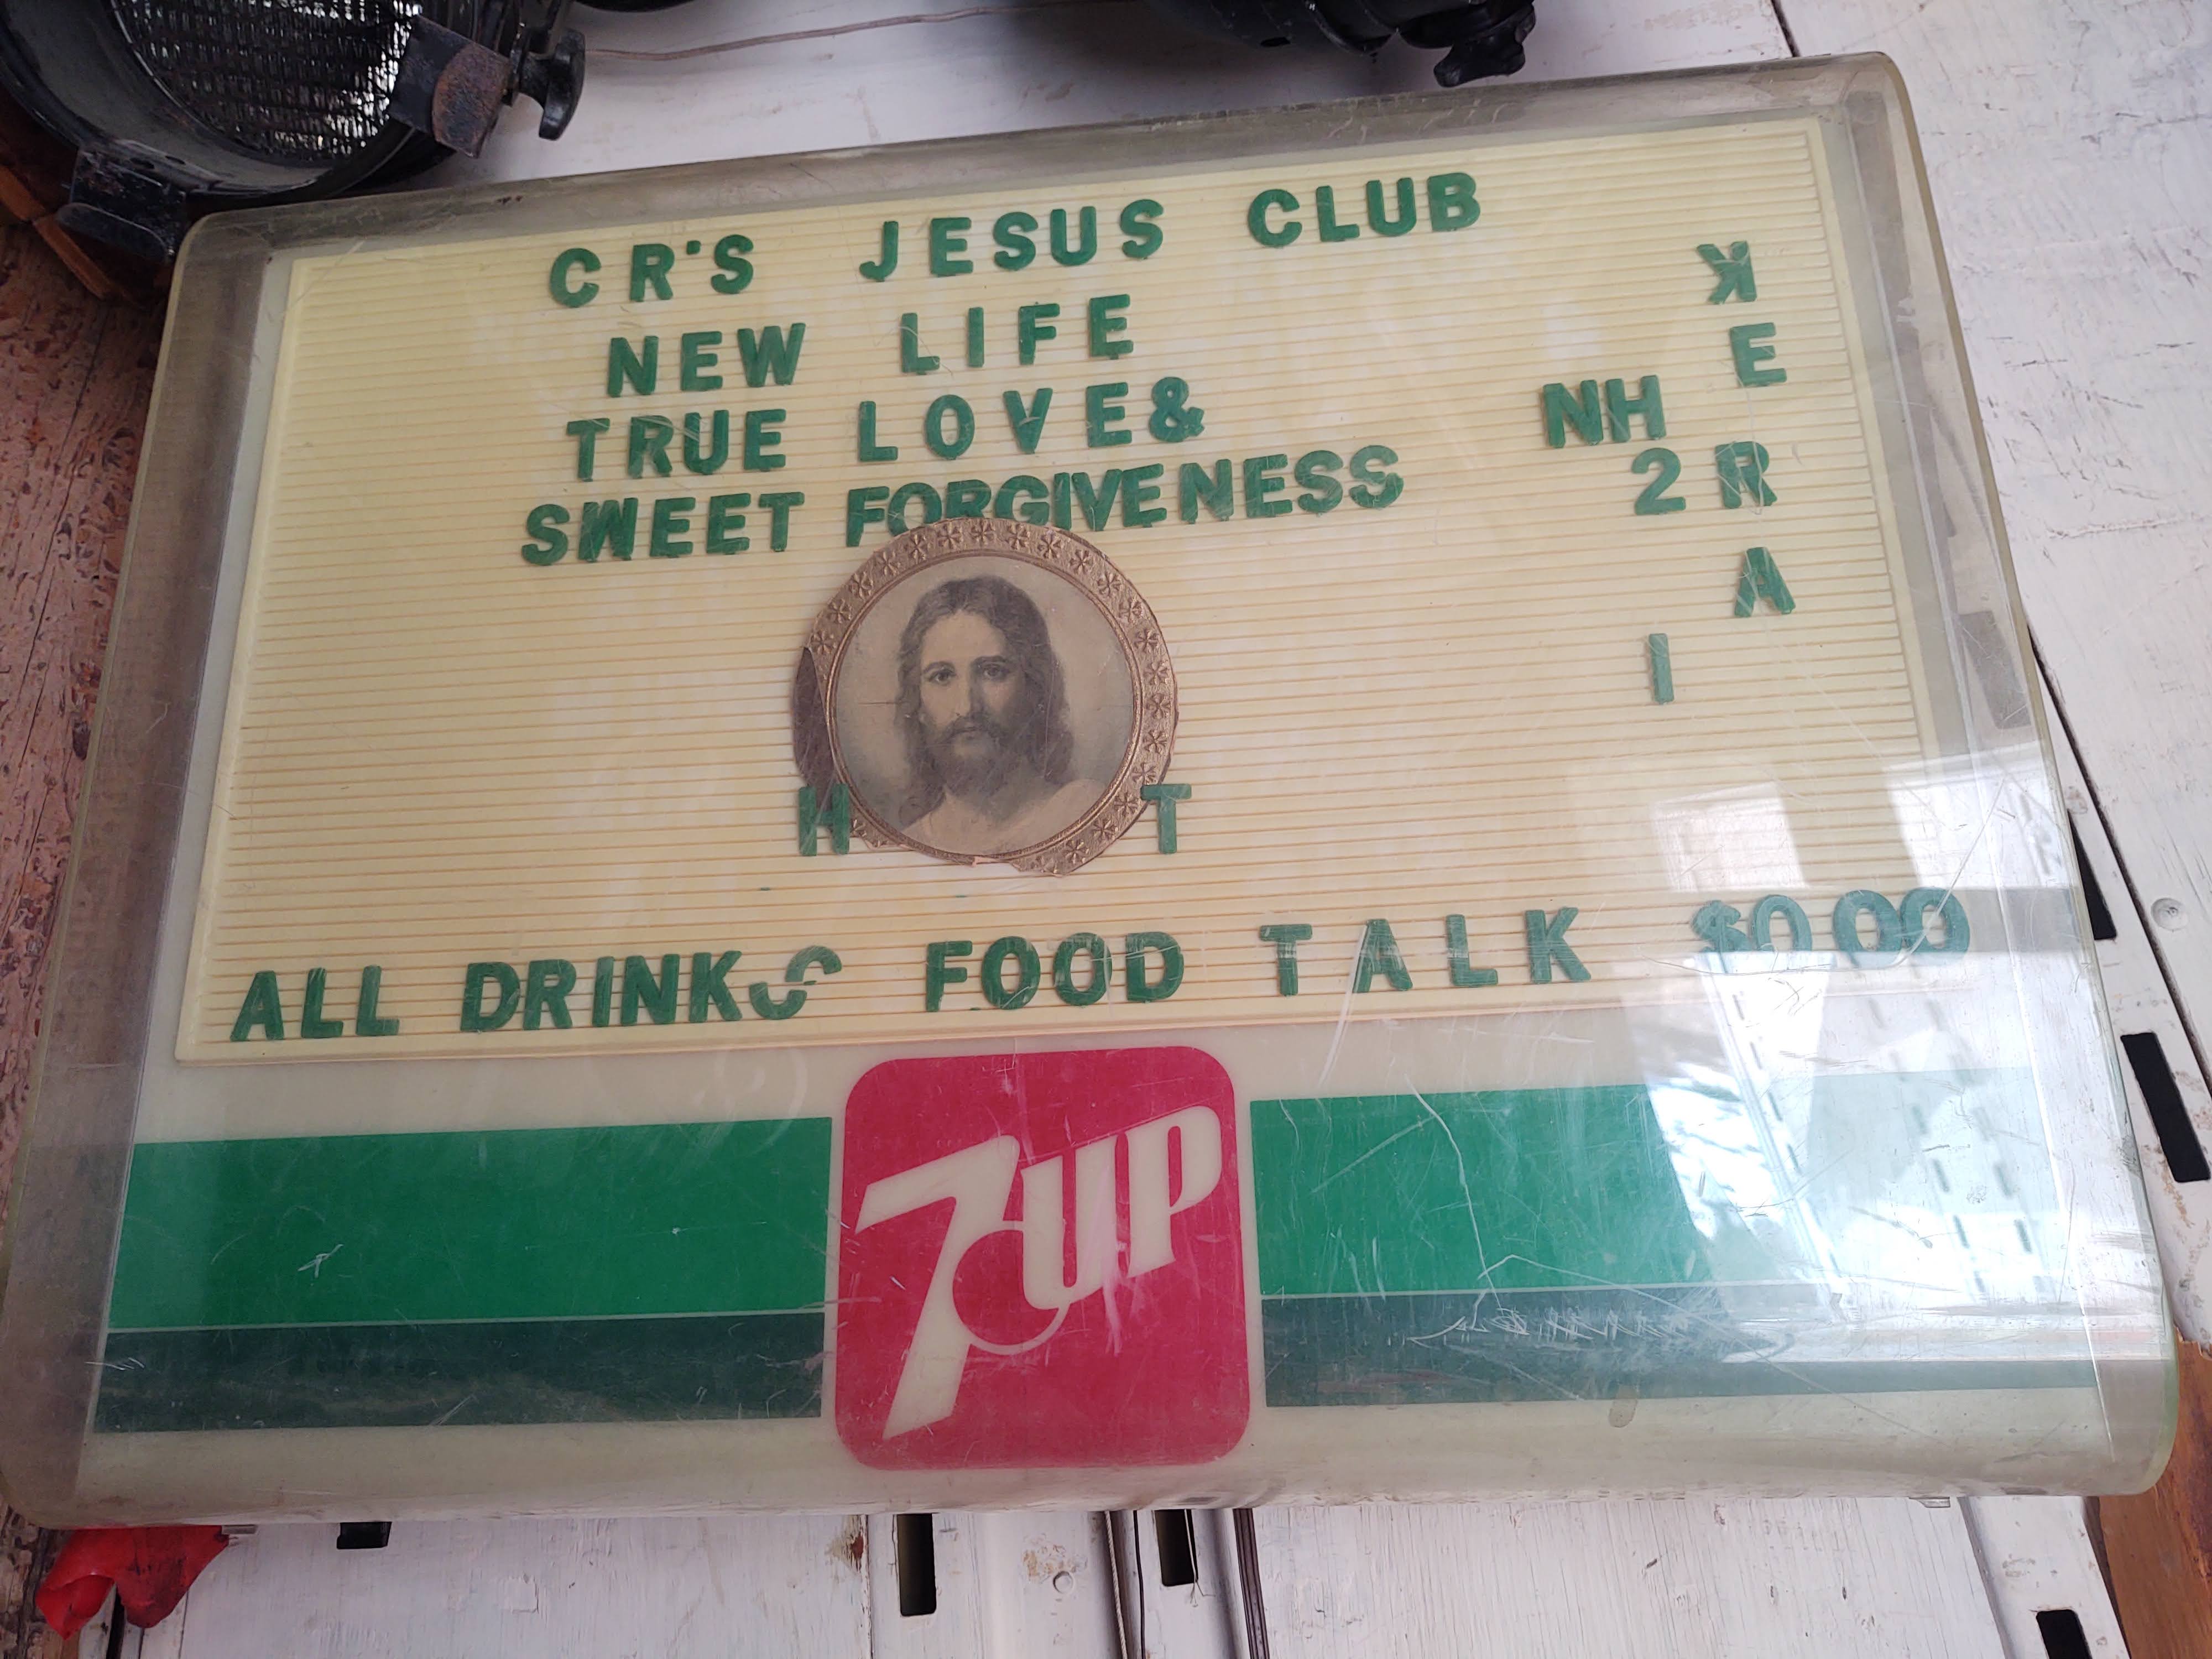 CR'S JESUS CLUB
NEW LIFE
TRUE LOVE&
SWEET FORGIVENESS
H T
ALL DRINKS FOOD TALK $0.00
K
E
NH
2 R
A
I
7UP